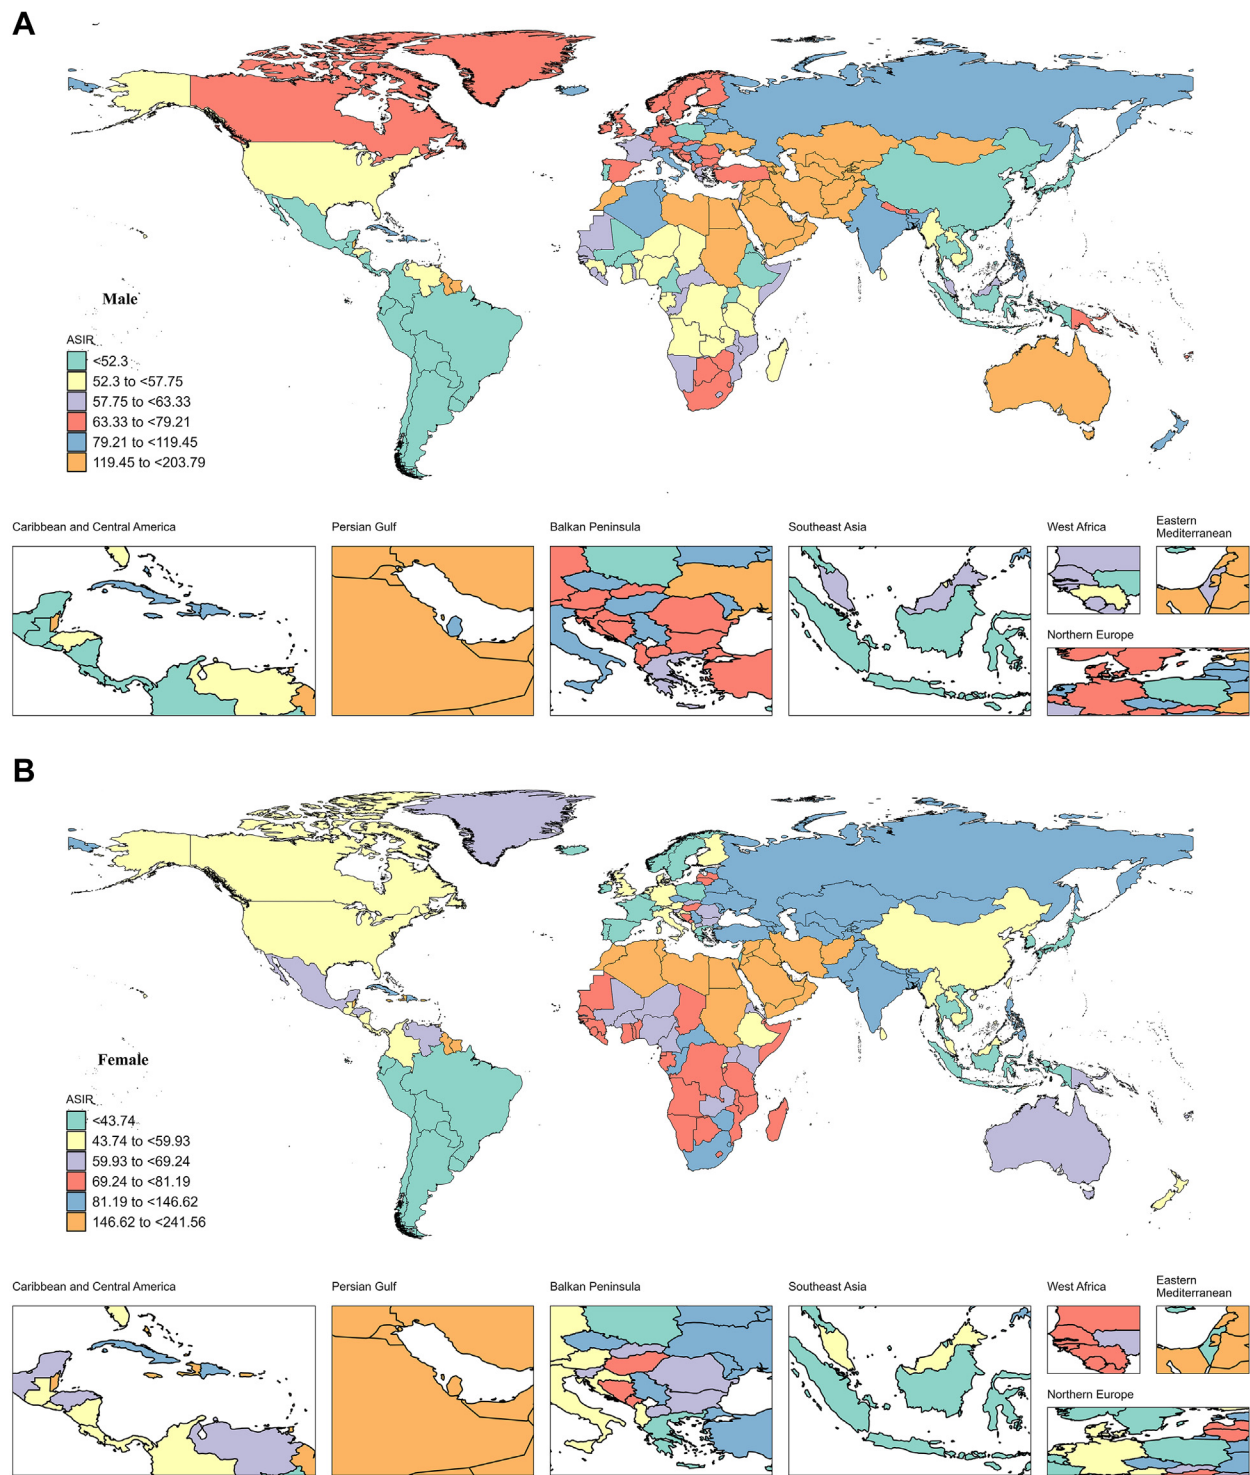 A
Male
ASIR
<52.3
52.3 to <57.75
57.75 to <63.33
63.33 to <79.21
79.21 to <119.45
119.45 to <203.79
Caribbean and Central America
Persian Gulf
Balkan Peninsula
Southeast Asia
West Africa
Eastern
Mediterranean
Northern Europe
B
Female
ASIR
<43.74
43.74 to <59.93
59.93 to <69.24
69.24 to <81.19
81.19 to <146.62
146.62 to <241.56
Caribbean and Central America
Persian Gulf
Balkan Peninsula
Southeast Asia
West Africa
Eastern
Mediterranean
Northern Europe